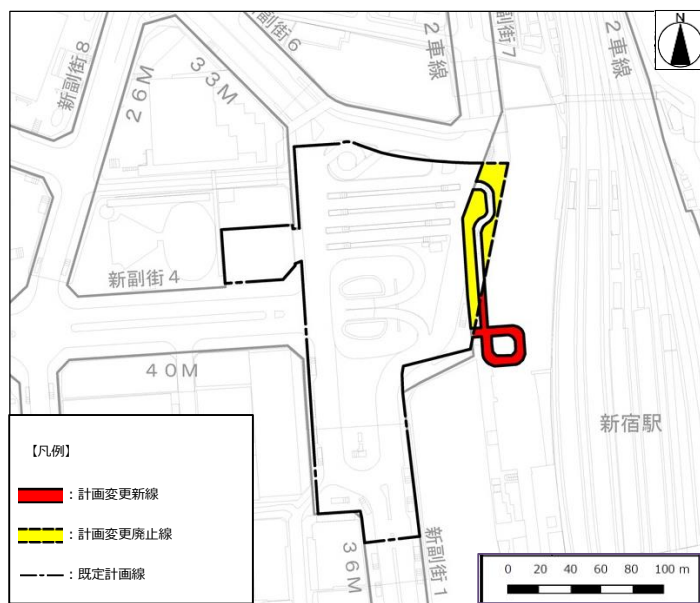 N
新副街8
26M
33M
新副街6
2車線
新副街7
2車線
新副街4
40M
新宿駅
36M
新副街1
【凡例】
:計画変更新線
:計画変更廃止線
:既定計画線
0 20 40 60 80 100 m